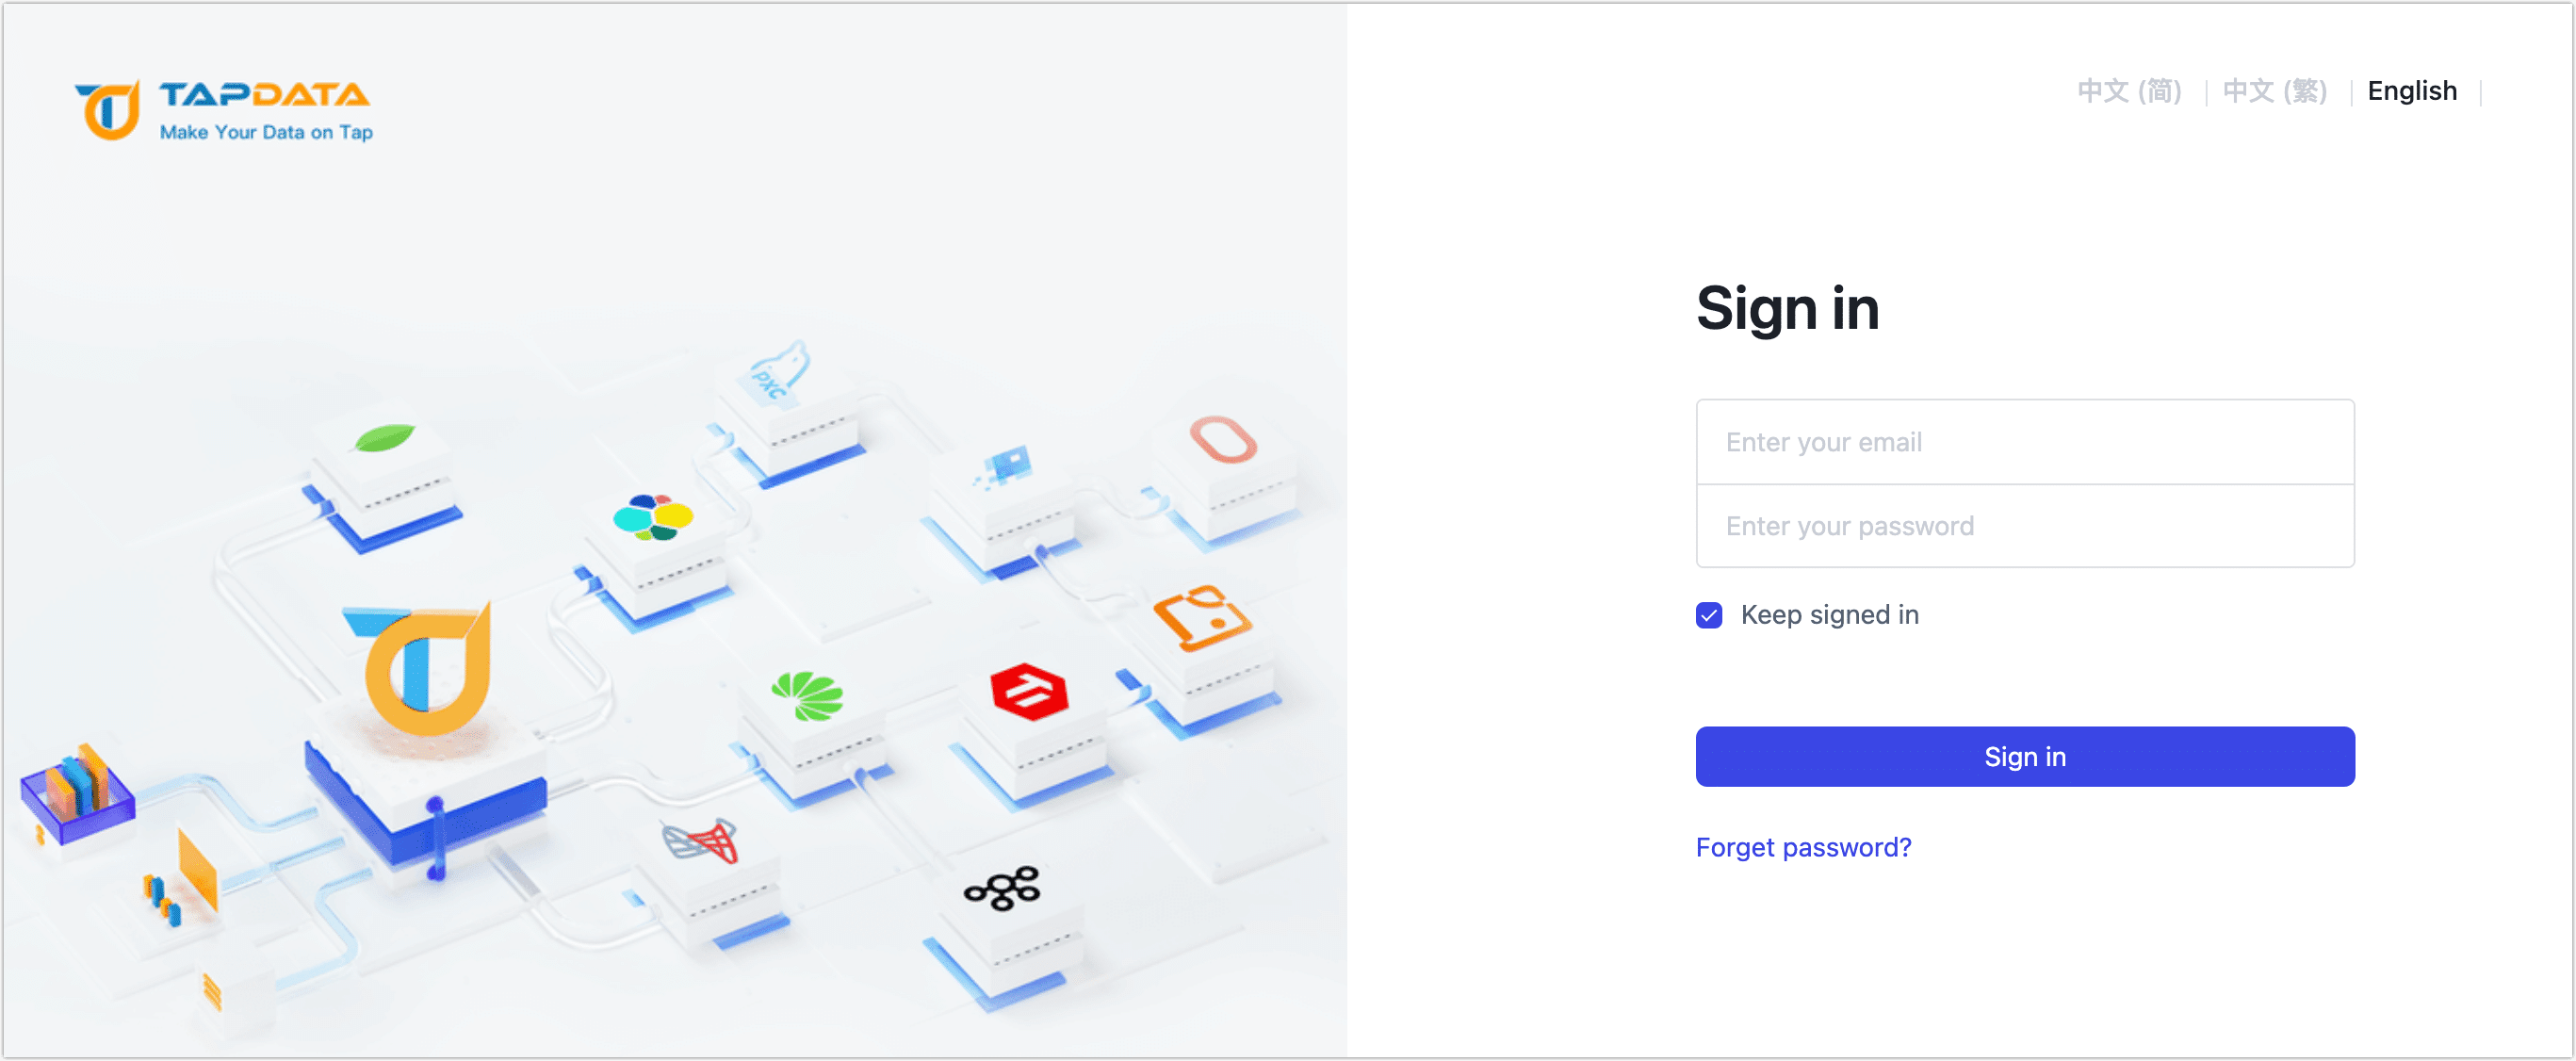 TAPDATA
Make Your Data on Tap
中文 (简) | 中文 (繁) | English |
pxc
Sign in
Enter your email
Enter your password
Keep signed in
Sign in
Forget password?